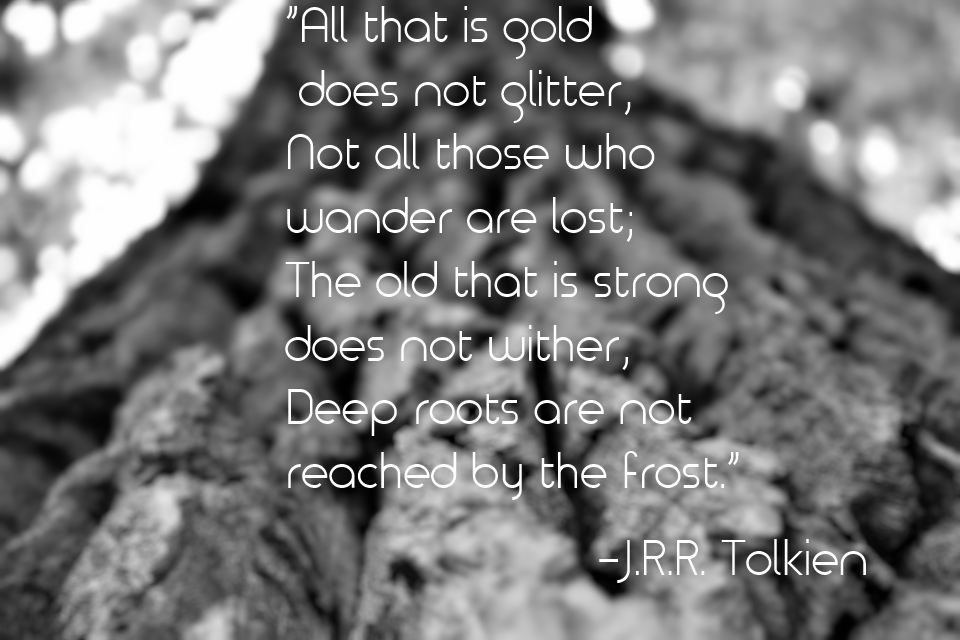 "All that is gold
does not glitter,
Not all those who
wander are lost;
The old that is strong
does not wither,
Deep roots are not
reached by the frost."
-J.R.R. Tolkien